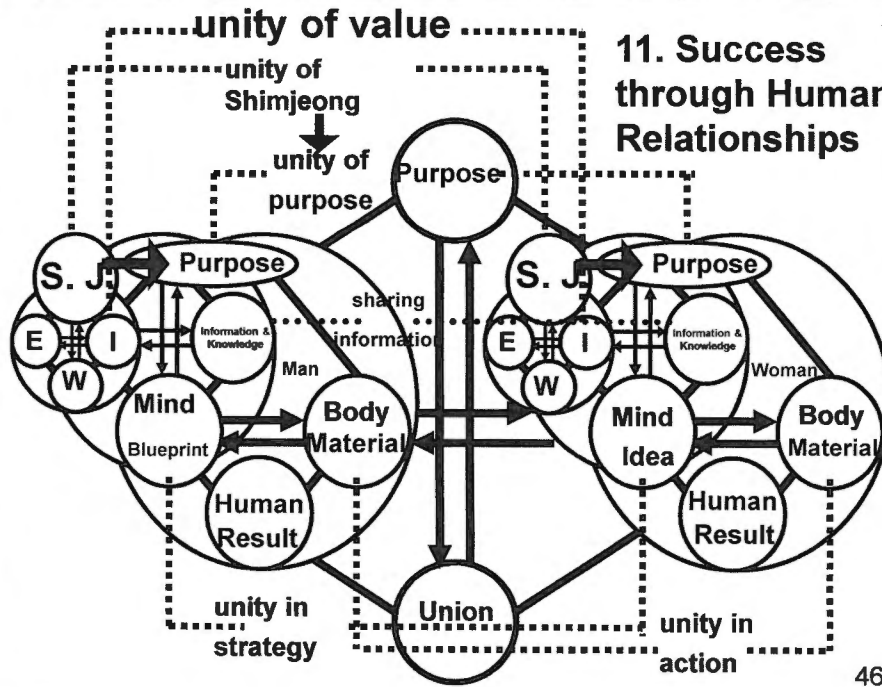 unity of value
11. Success
through Human
Relationships
unity of
Shimjeong
unity of
purpose
Purpose
S. J
Purpose
E
I
W
Information &
Knowledge
sharing
information
Man
Mind
Blueprint
Body
Material
Human
Result
S. J
Purpose
E
I
W
Information &
Knowledge
Woman
Mind
Idea
Body
Material
Human
Result
Union
unity in
strategy
unity in
action
46